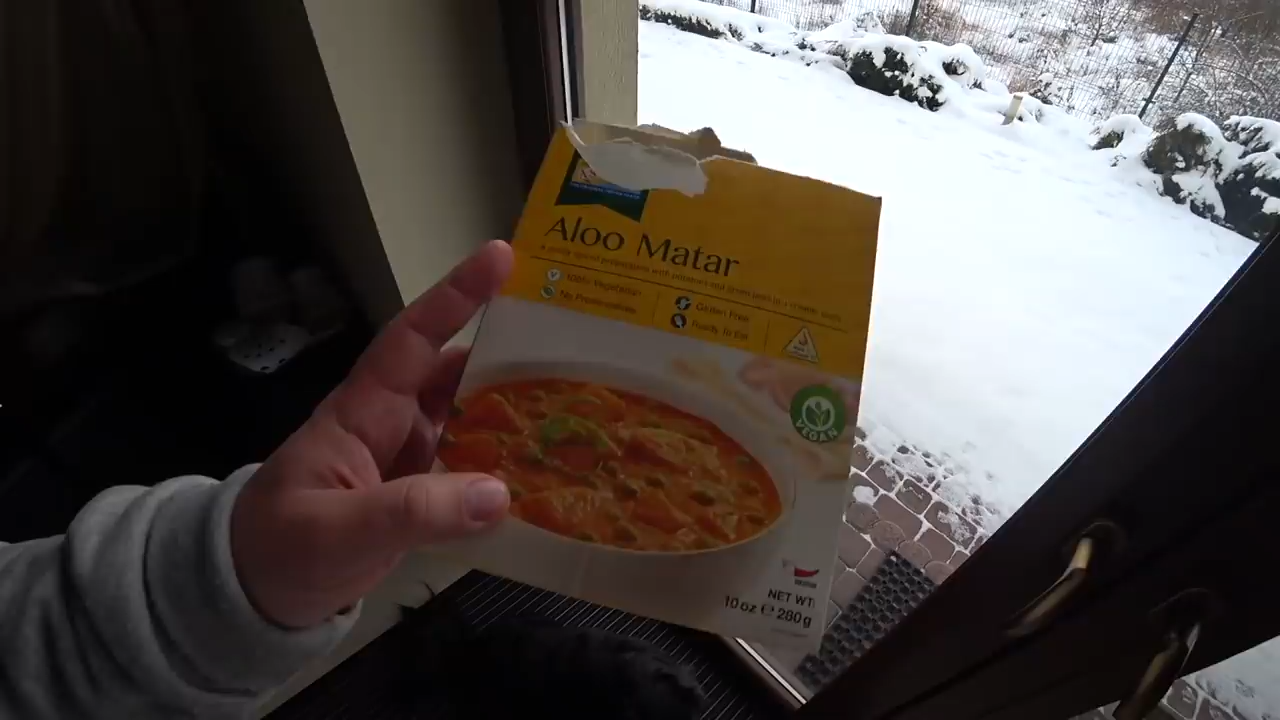 Aloo Matar
100% Vegetarian
No Preservatives
Gluten Free
Ready To Eat
VEGAN
NET WT.
10 oz e 280g